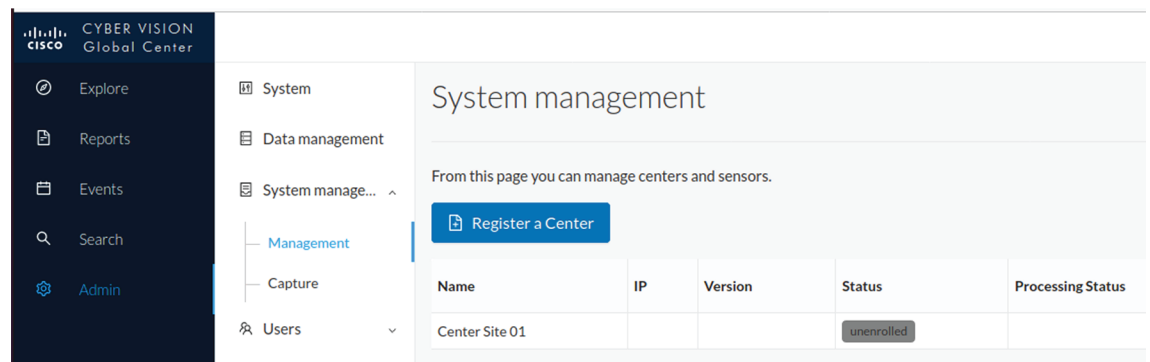 CISCO
CYBER VISION
Global Center
Explore
Reports
Events
Search
Admin
System
Data management
System manage...
Management
Capture
Users
System management
From this page you can manage centers and sensors.
Register a Center
Name IP Version Status Processing Status
Center Site 01 unenrolled